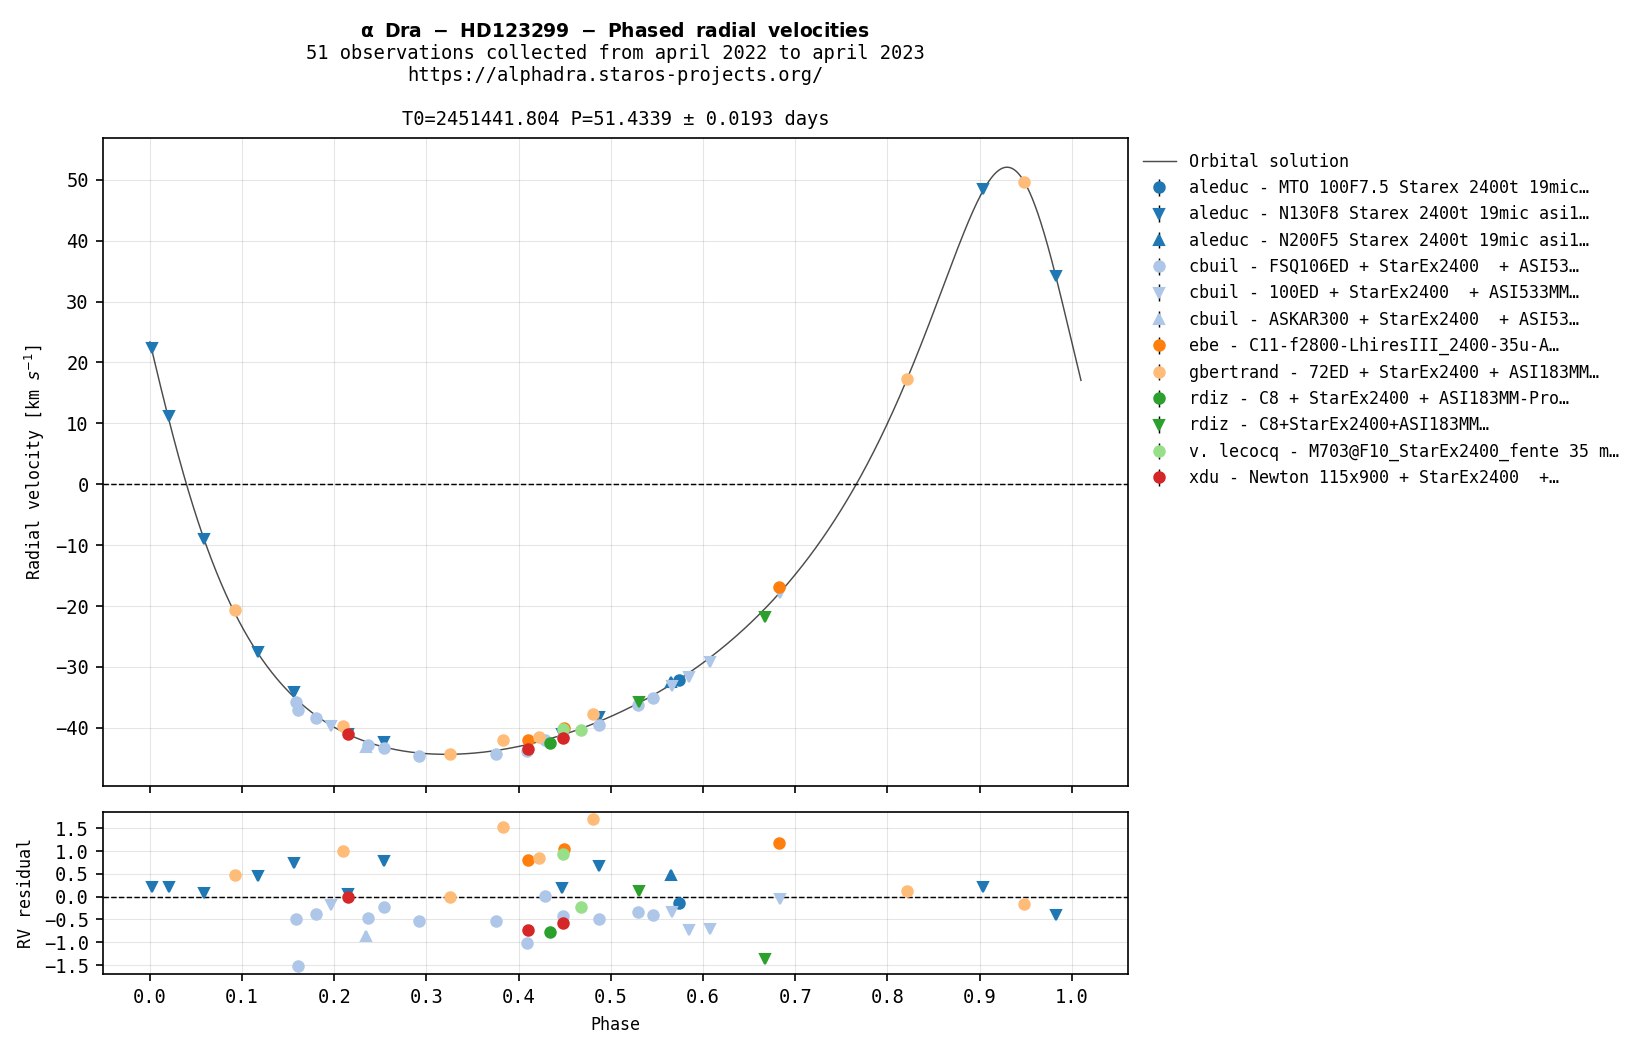 α Dra − HD123299 − Phased radial velocities
51 observations collected from april 2022 to april 2023
https://alphadra.staros-projects.org/
T0=2451441.804 P=51.4339 ± 0.0193 days
50
40
30
20
10
0
−10
−20
−30
−40
Radial velocity [km s⁻¹]
Orbital solution
aleduc - MTO 100F7.5 Starex 2400t 19mic…
aleduc - N130F8 Starex 2400t 19mic asi1…
aleduc - N200F5 Starex 2400t 19mic asi1…
cbuil - FSQ106ED + StarEx2400  + ASI53…
cbuil - 100ED + StarEx2400  + ASI533MM…
cbuil - ASKAR300 + StarEx2400  + ASI53…
ebe - C11-f2800-LhiresIII_2400-35u-A…
gbertrand - 72ED + StarEx2400 + ASI183MM…
rdiz - C8 + StarEx2400 + ASI183MM-Pro…
rdiz - C8+StarEx2400+ASI183MM…
v. lecocq - M703@F10_StarEx2400_fente 35 m…
xdu - Newton 115x900 + StarEx2400  +…
1.5
1.0
0.5
0.0
−0.5
−1.0
−1.5
RV residual
0.0 0.1 0.2 0.3 0.4 0.5 0.6 0.7 0.8 0.9 1.0
Phase